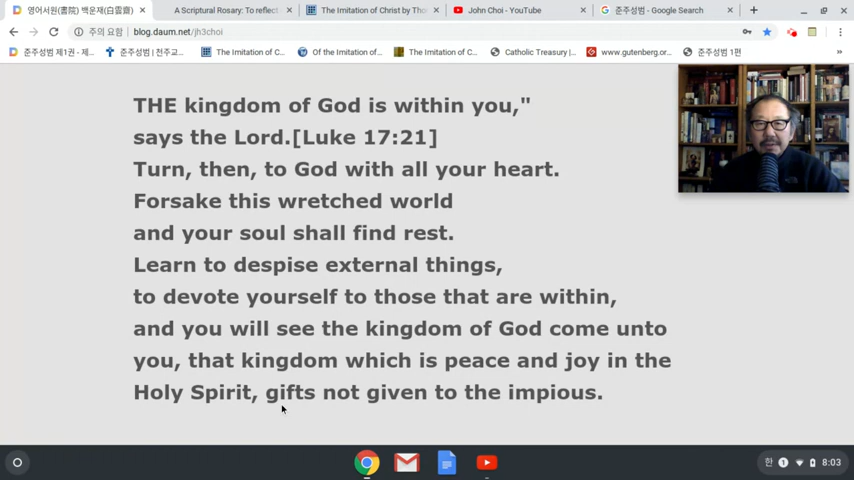 영어서원(書院) 백운재(白雲齋)
A Scriptural Rosary: To reflect
The Imitation of Christ by Tho
John Choi - YouTube
준주성범 - Google Search
주의 요함
blog.daum.net/jh3choi
준주성범 제1권 - 제...
준주성범 | 천주교...
The Imitation of C...
Of the Imitation of...
The Imitation of C...
Catholic Treasury |...
www.gutenberg.org...
준주성범 1편
THE kingdom of God is within you,"
says the Lord.[Luke 17:21]
Turn, then, to God with all your heart.
Forsake this wretched world
and your soul shall find rest.
Learn to despise external things,
to devote yourself to those that are within,
and you will see the kingdom of God come unto
you, that kingdom which is peace and joy in the
Holy Spirit, gifts not given to the impious.
한 1 8:03